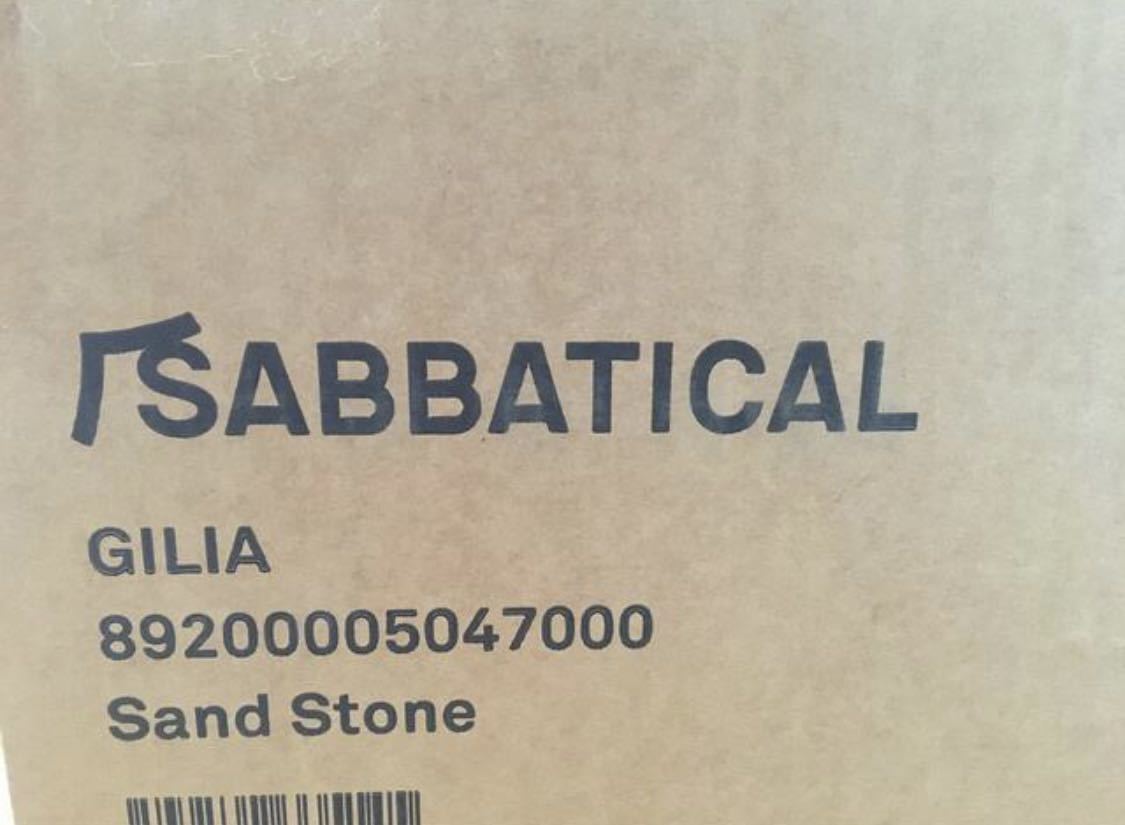 SABBATICAL
GILIA
89200005047000
Sand Stone